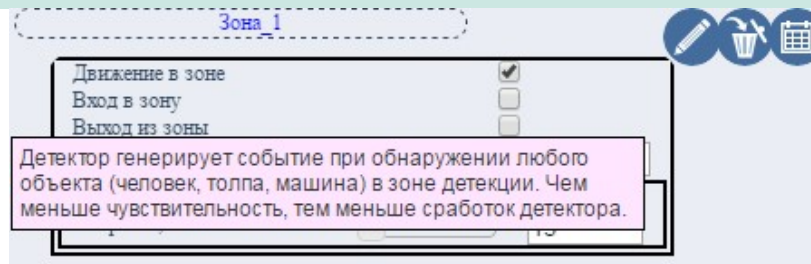 Зона_1
Движение в зоне
Вход в зону
Выход из зоны
Детектор генерирует событие при обнаружении любого
объекта (человек, толпа, машина) в зоне детекции. Чем
меньше чувствительность, тем меньше сработок детектора.